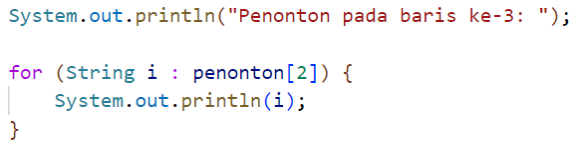 System.out.println("Penonton pada baris ke-3: ");
for (String i : penonton[2]) {
    System.out.println(i);
}